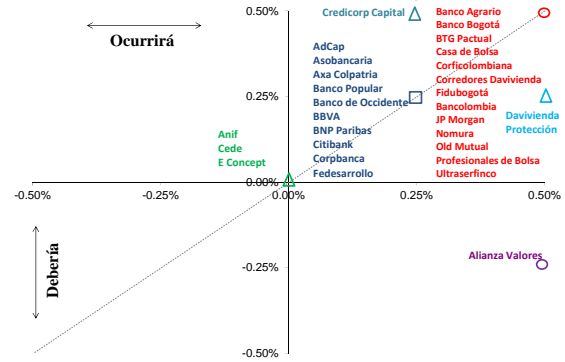 0.50%
Credicorp Capital
Ocurrirá
Banco Agrario
Banco Bogotá
BTG Pactual
Casa de Bolsa
Corficolombiana
Corredores Davivienda
Fidubogotá
Bancolombia
JP Morgan
Nomura
Old Mutual
Profesionales de Bolsa
Ultraserfinco
AdCap
Asobancaria
Axa Colpatria
Banco Popular
Banco de Occidente
BBVA
BNP Paribas
Citibank
Corpbanca
Fedesarrollo
0.25%
Davivienda
Protección
Anif
Cede
E Concept
0.00%
-0.50%
-0.25%
0.00%
0.25%
0.50%
Debería
Alianza Valores
-0.25%
-0.50%